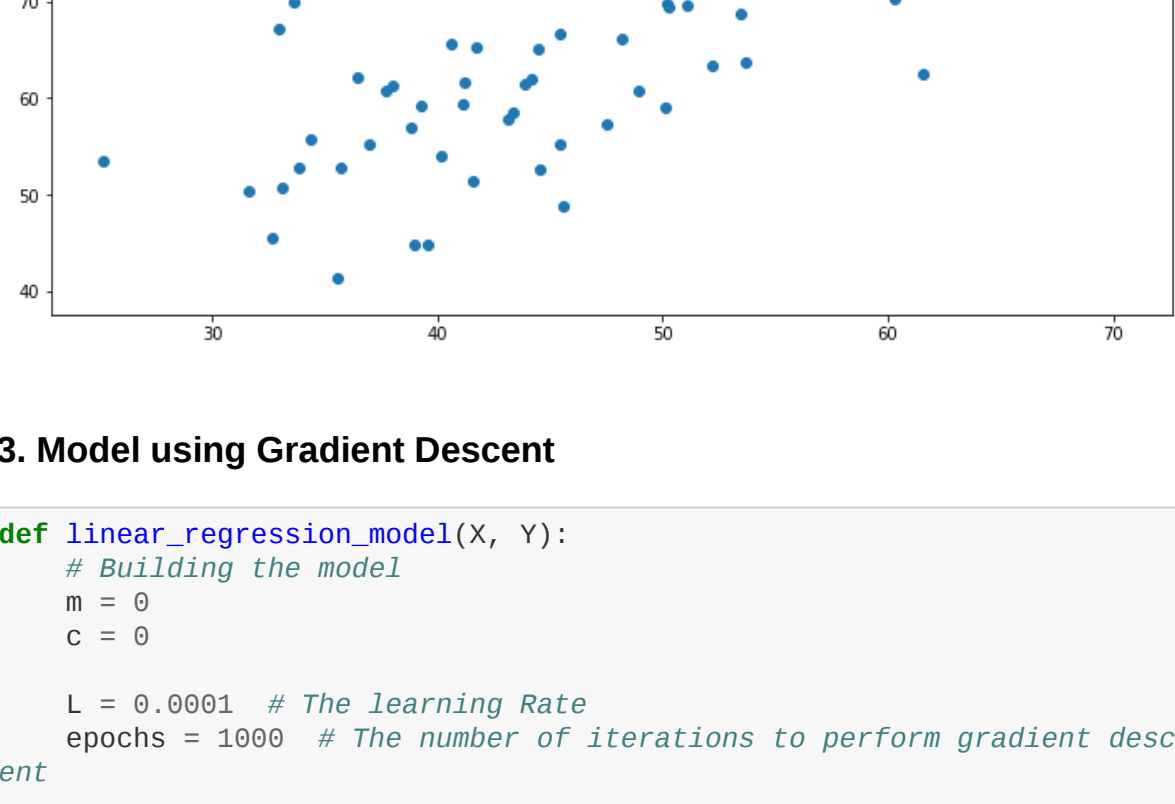 70
60
50
40
30 40 50 60 70
3. Model using Gradient Descent
def linear_regression_model(X, Y):
# Building the model
m = 0
c = 0
L = 0.0001  # The learning Rate
epochs = 1000  # The number of iterations to perform gradient desc
ent